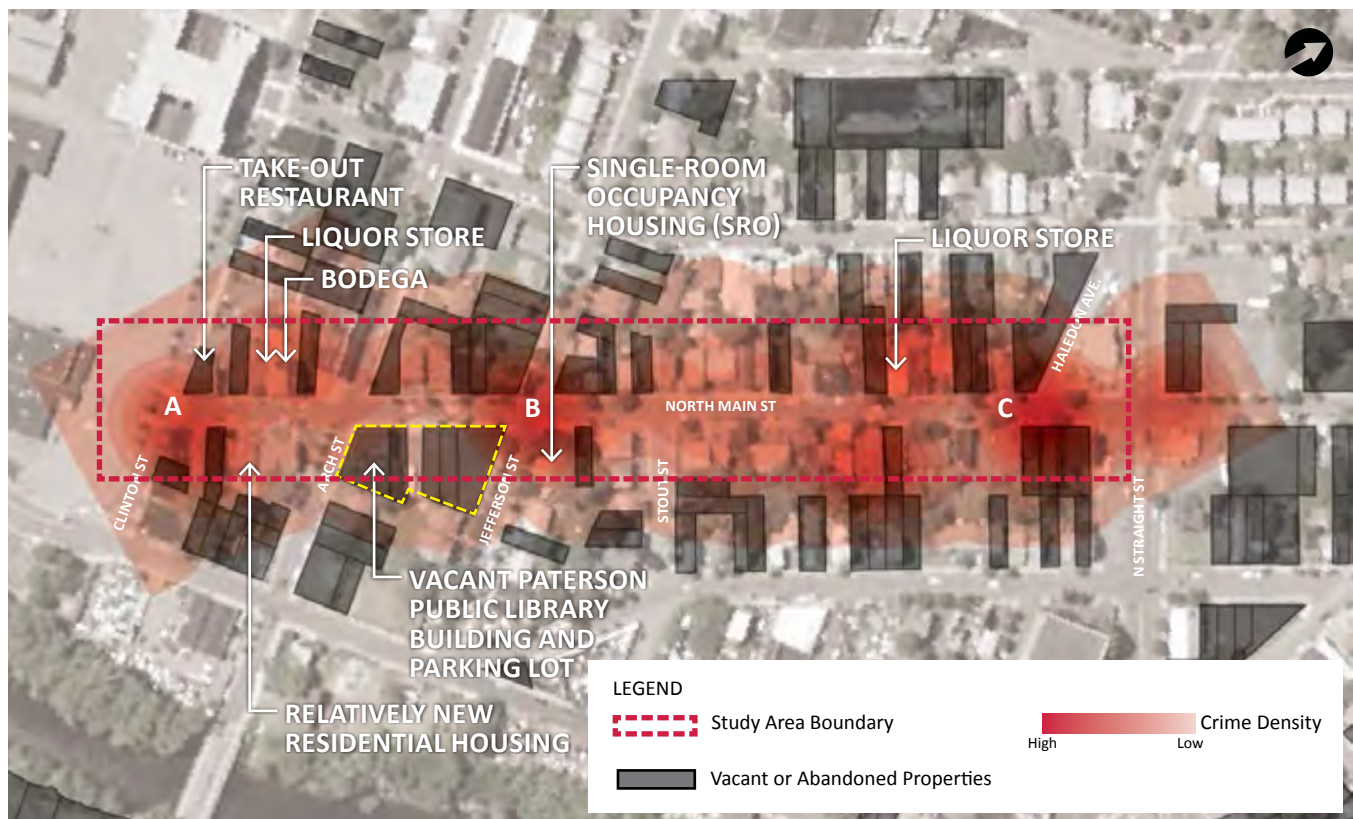 TAKE-OUT
RESTAURANT
LIQUOR STORE
BODEGA
SINGLE-ROOM
OCCUPANCY
HOUSING (SRO)
LIQUOR STORE
HALEDON AVE.
A
B
NORTH MAIN ST
C
CLINTON ST
ARCH ST
JEFFERSON ST
STOUT ST
N STRAIGHT ST
VACANT PATERSON
PUBLIC LIBRARY
BUILDING AND
PARKING LOT
RELATIVELY NEW
RESIDENTIAL HOUSING
LEGEND
Study Area Boundary
Crime Density
High
Low
Vacant or Abandoned Properties